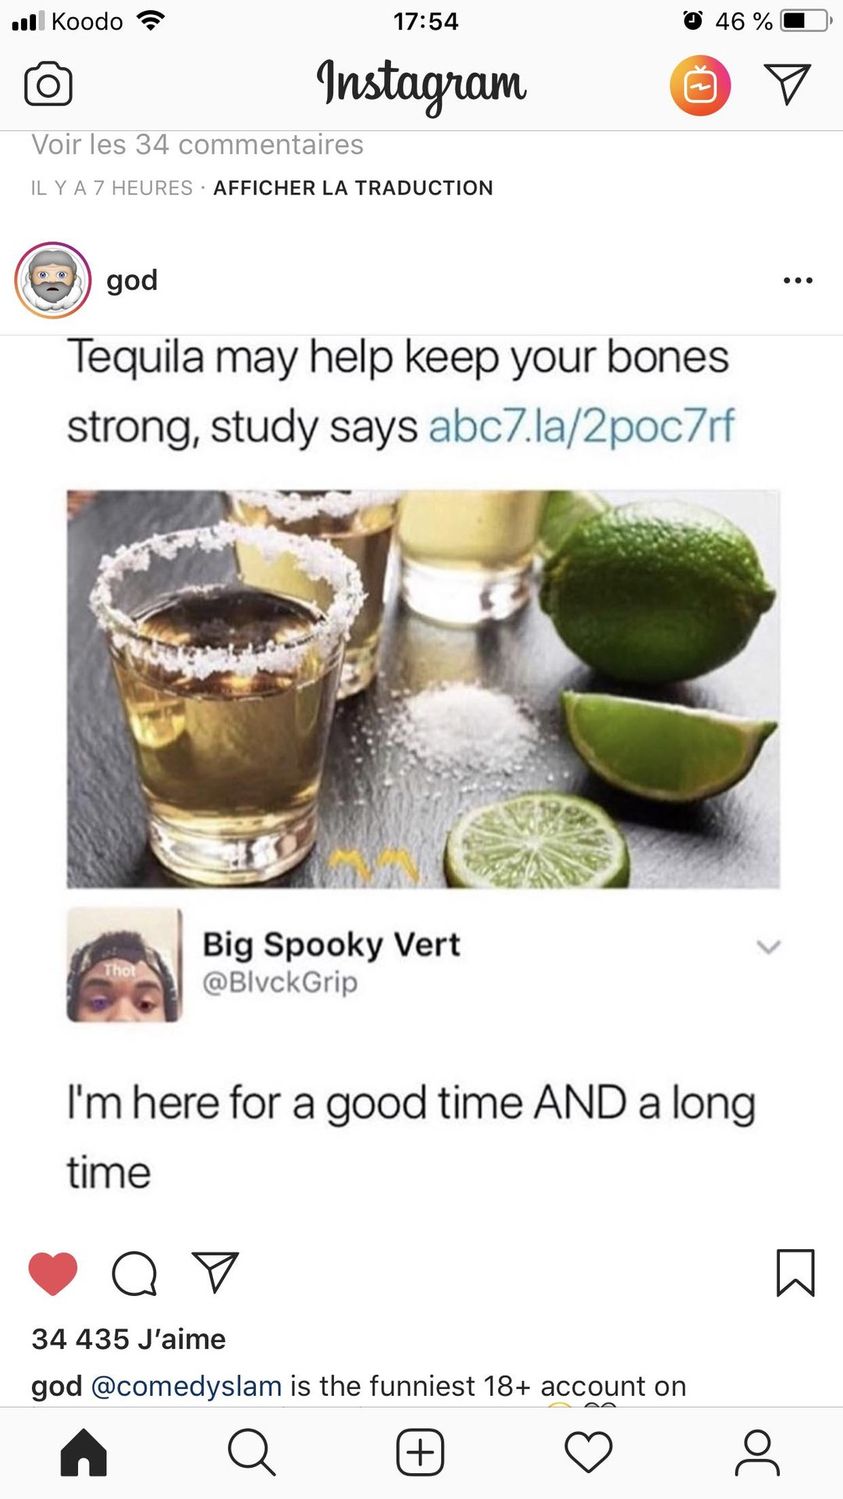 Koodo 17:54 46 %
Instagram
Voir les 34 commentaires
IL Y A 7 HEURES · AFFICHER LA TRADUCTION
god
Tequila may help keep your bones
strong, study says abc7.la/2poc7rf
Thot
Big Spooky Vert
@BlvckGrip
I'm here for a good time AND a long
time
34 435 J’aime
god @comedyslam is the funniest 18+ account on